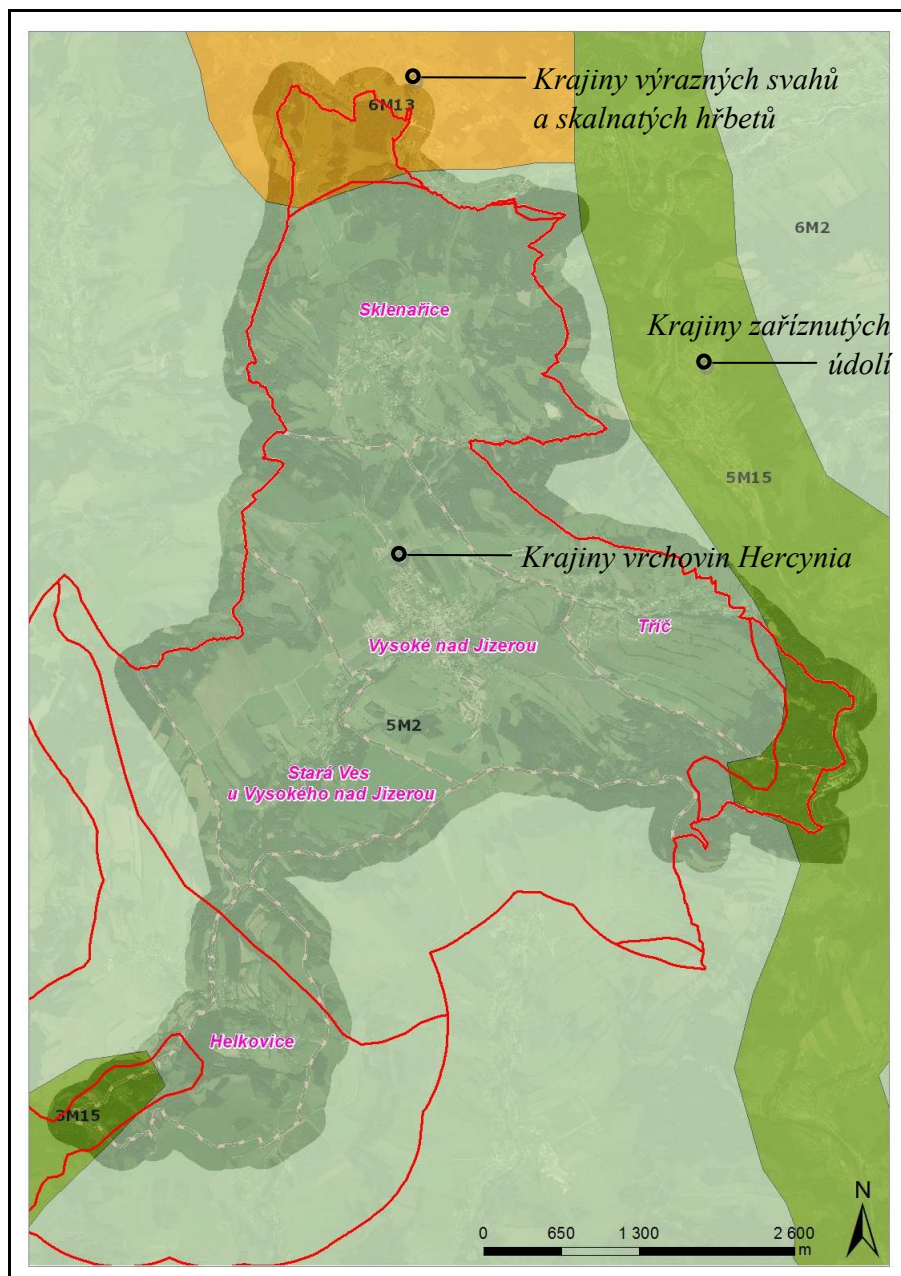 Krajiny výrazných svahů
a skalnatých hřbetů
6M13
6M2
Sklenařice
Krajiny zaříznutých
údolí
5M15
Krajiny vrchovin Hercynia
Tříč
Vysoké nad Jizerou
5M2
Stará Ves
u Vysokého nad Jizerou
Helkovice
3M15
N
0 650 1 300 2 600
m